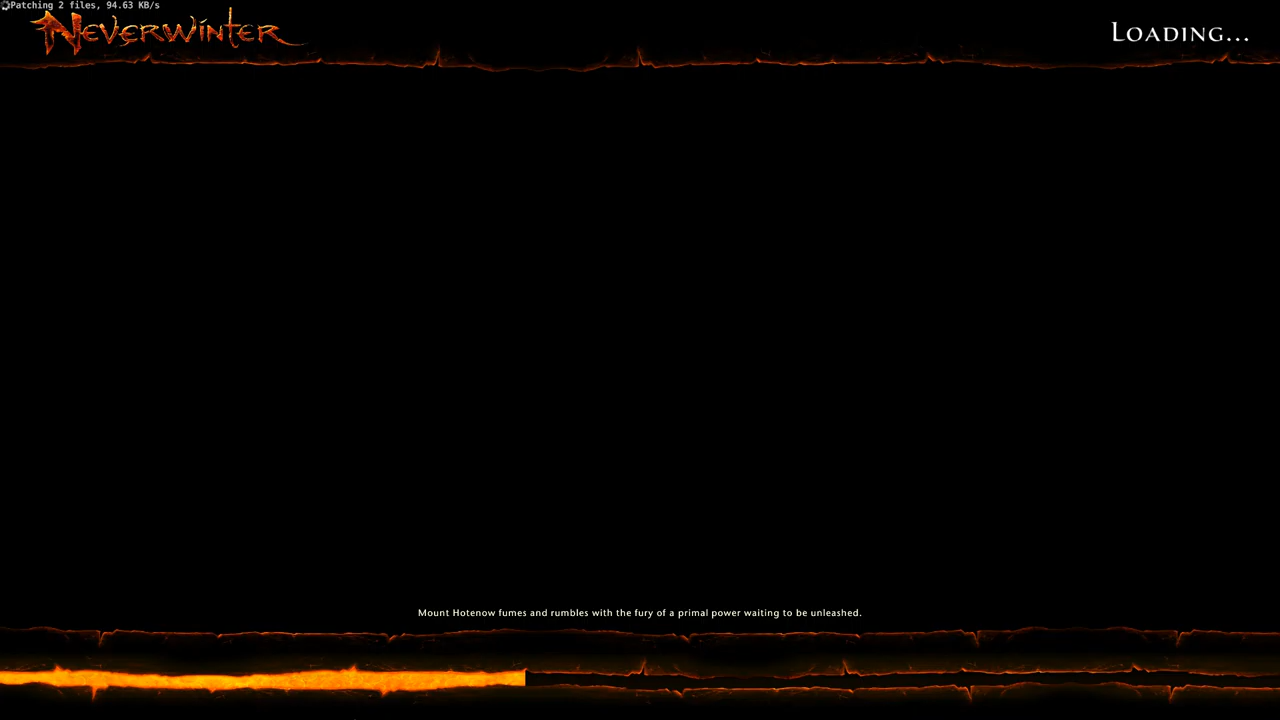 Patching 2 files, 94.63 KB/s
Neverwinter
Loading...
Mount Hotenow fumes and rumbles with the fury of a primal power waiting to be unleashed.